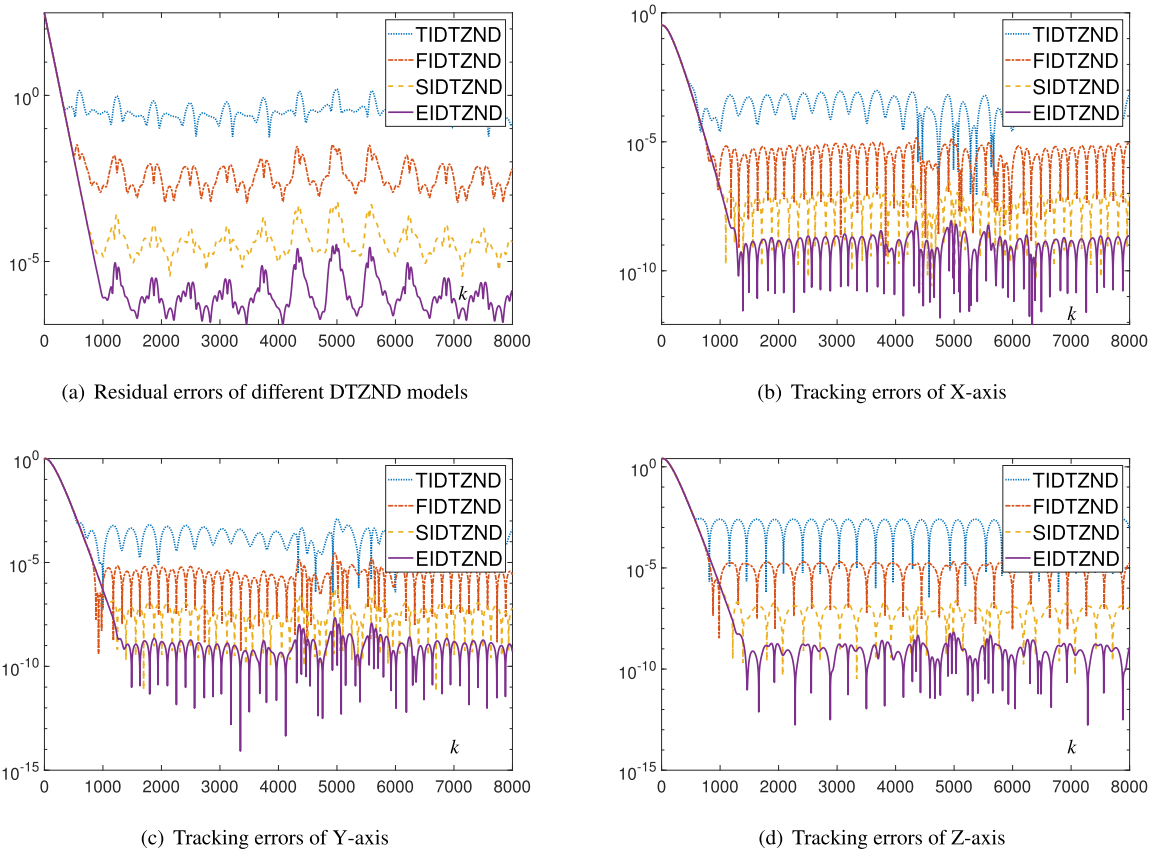 TIDTZND
FIDTZND
SIDTZND
EIDTZND
10^0
10^-5
k
0 1000 2000 3000 4000 5000 6000 7000 8000
(a) Residual errors of different DTZND models
TIDTZND
FIDTZND
SIDTZND
EIDTZND
10^0
10^-5
10^-10
k
0 1000 2000 3000 4000 5000 6000 7000 8000
(b) Tracking errors of X-axis
TIDTZND
FIDTZND
SIDTZND
EIDTZND
10^0
10^-5
10^-10
10^-15
k
0 1000 2000 3000 4000 5000 6000 7000 8000
(c) Tracking errors of Y-axis
TIDTZND
FIDTZND
SIDTZND
EIDTZND
10^0
10^-5
10^-10
10^-15
k
0 1000 2000 3000 4000 5000 6000 7000 8000
(d) Tracking errors of Z-axis